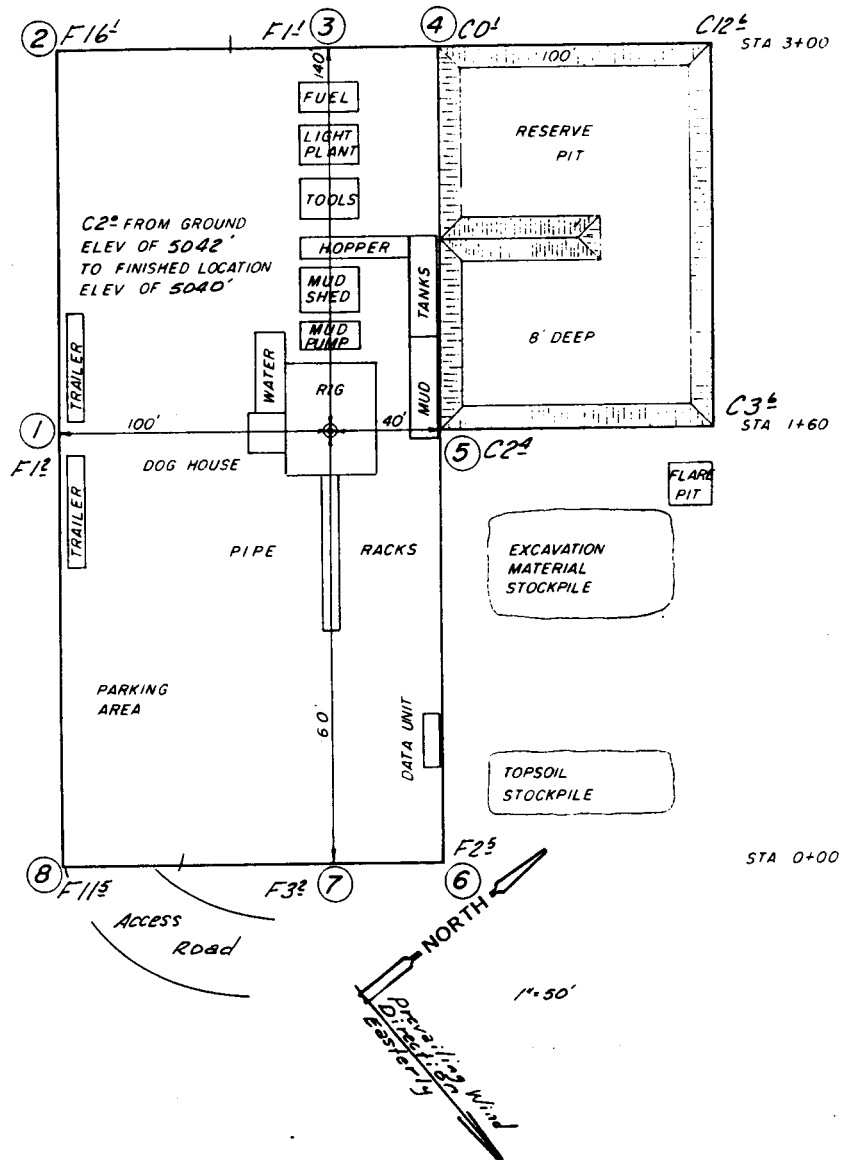 2 F16¹ F1¹ 3 4 C0¹ C12⁶
STA 3+00
140'
100'
FUEL
LIGHT
PLANT
TOOLS
RESERVE
PIT
C2⁰ FROM GROUND
ELEV OF 5042'
TO FINISHED LOCATION
ELEV OF 5040'
HOPPER
MUD
SHED
MUD
PUMP
TANKS
MUD
8' DEEP
TRAILER
WATER
RIG
C3⁶
STA 1+60
1
F1²
100'
40'
5 C2⁴
DOG HOUSE
FLARE
PIT
TRAILER
PIPE RACKS
EXCAVATION
MATERIAL
STOCKPILE
PARKING
AREA
60'
DATA UNIT
TOPSOIL
STOCKPILE
STA 0+00
8 F11⁵ F3² 7 F2⁵ 6
Access
Road
NORTH
1"=50'
Prevailing Wind
Direction
Easterly